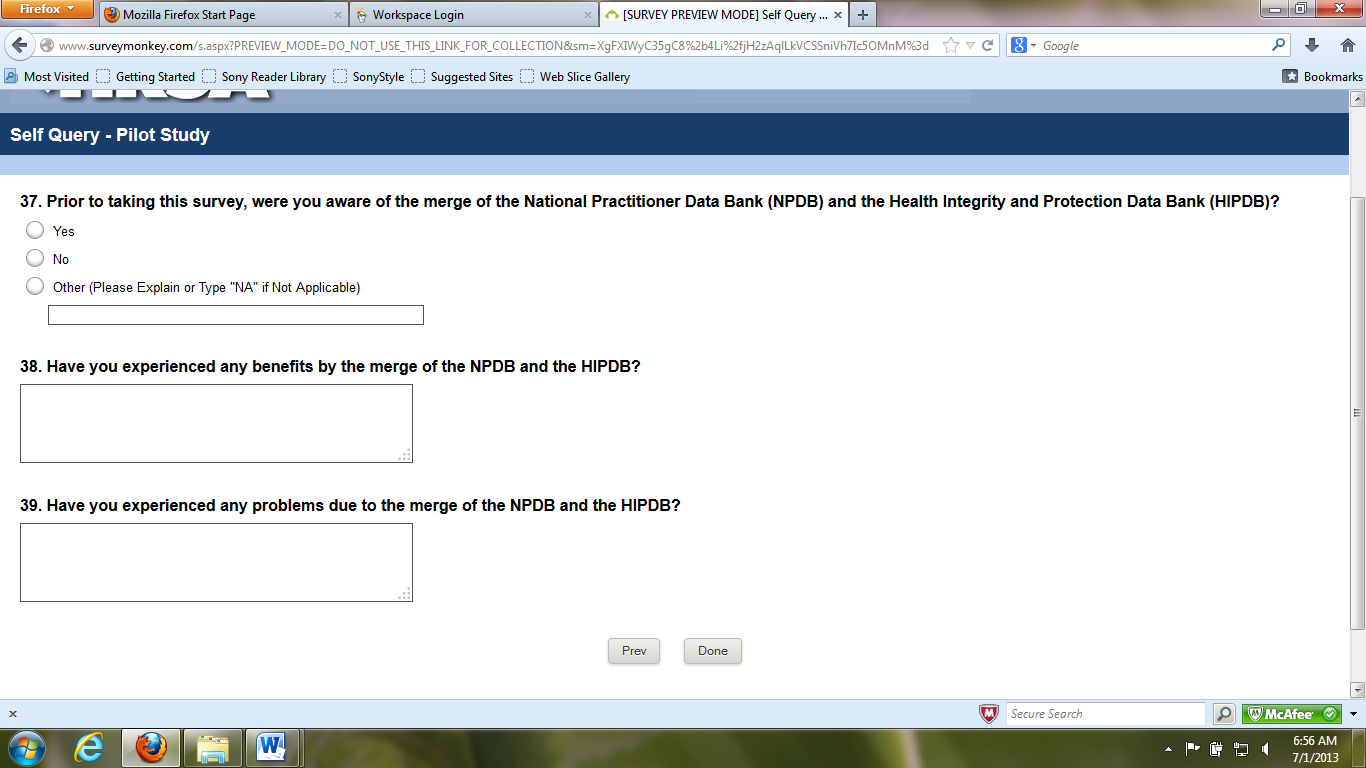 Firefox
Mozilla Firefox Start Page
Workspace Login
[SURVEY PREVIEW MODE] Self Query ...
www.surveymonkey.com/s.aspx?PREVIEW_MODE=DO_NOT_USE_THIS_LINK_FOR_COLLECTION&sm=XgFXIWyC35gC8%2b4Li%2fjH2zAqILkVCSSniVh7Ic5OMnM%3d
Google
Most Visited
Getting Started
Sony Reader Library
SonyStyle
Suggested Sites
Web Slice Gallery
Bookmarks
Self Query - Pilot Study
37. Prior to taking this survey, were you aware of the merge of the National Practitioner Data Bank (NPDB) and the Health Integrity and Protection Data Bank (HIPDB)?
Yes
No
Other (Please Explain or Type "NA" if Not Applicable)
38. Have you experienced any benefits by the merge of the NPDB and the HIPDB?
39. Have you experienced any problems due to the merge of the NPDB and the HIPDB?
Prev
Done
Secure Search
McAfee
6:56 AM
7/1/2013